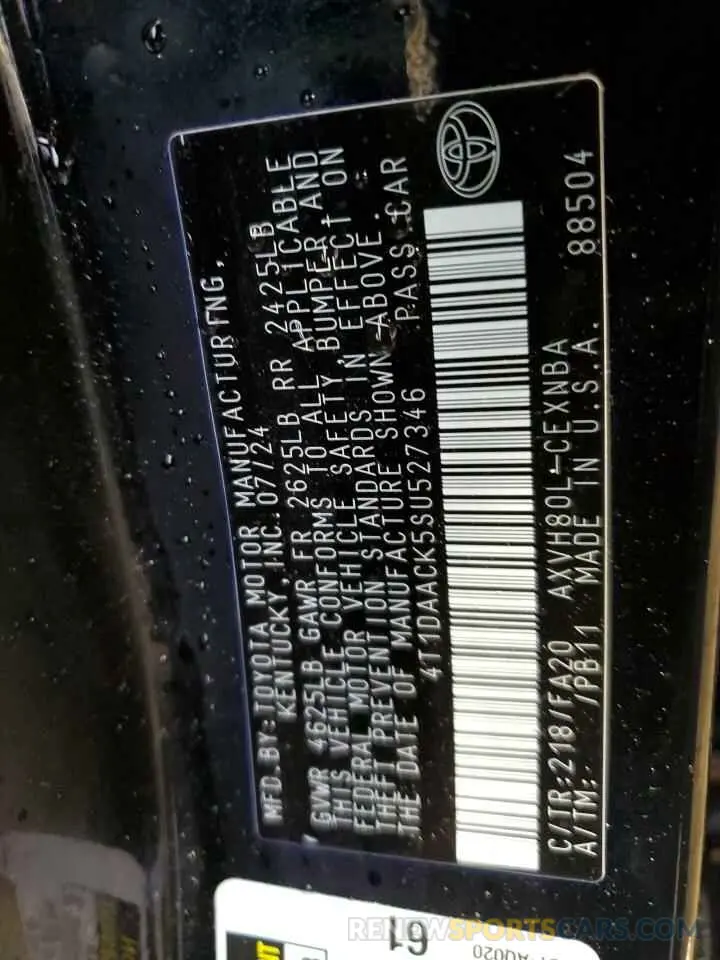 MFD. BY: TOYOTA MOTOR MANUFACTURING,
KENTUCKY, INC. 07/24
GVWR 4625LB GAWR FR 2625LB RR 2425LB
THIS VEHICLE CONFORMS TO ALL APPLICABLE
FEDERAL MOTOR VEHICLE SAFETY, BUMPER, AND
THEFT PREVENTION STANDARDS IN EFFECT ON
THE DATE OF MANUFACTURE SHOWN ABOVE.
4T1DAACK5SU527346 PASS. CAR
C/TR: 218/FA20 AXVH80L-CEXNBA
A/TM: /PB11 MADE IN U.S.A. 88504
61
RENEWSPORTSCARS.COM